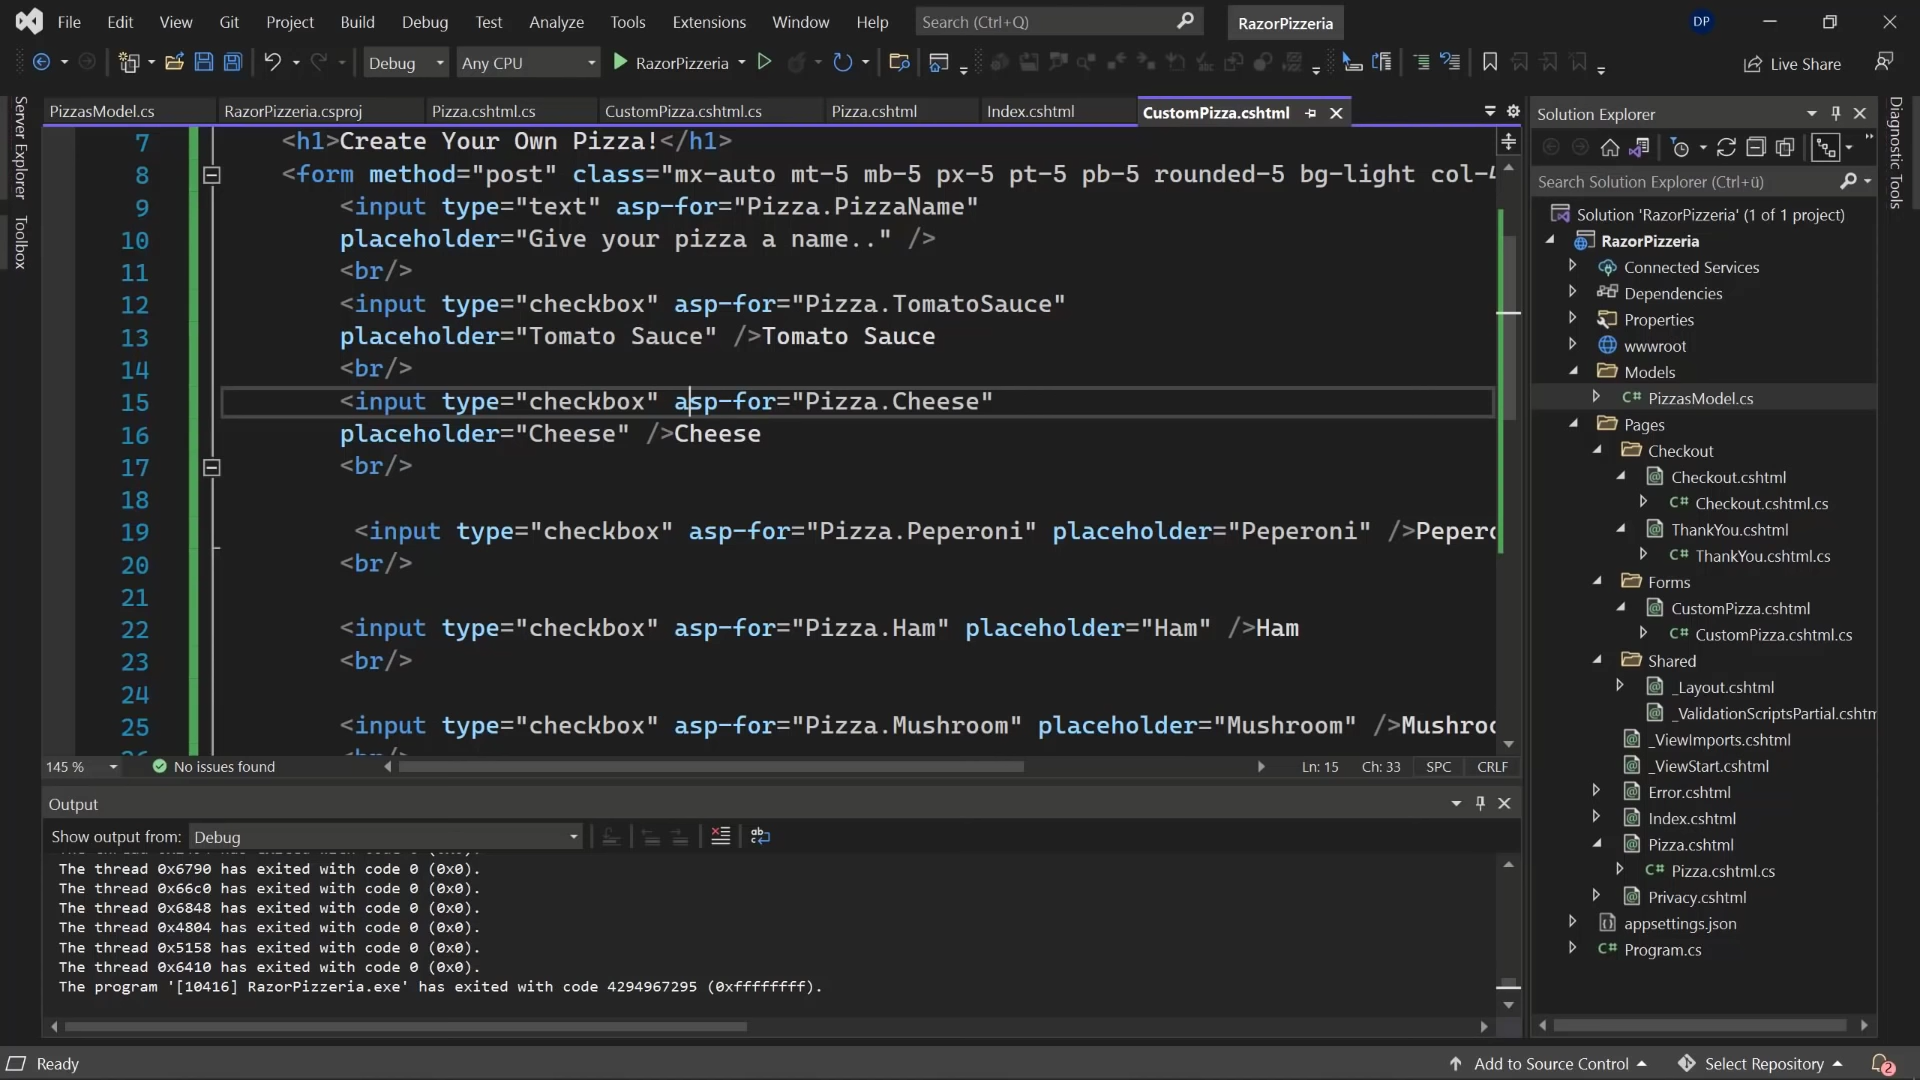 File Edit View Git Project Build Debug Test Analyze Tools Extensions Window Help Search (Ctrl+Q) RazorPizzeria DP
Debug Any CPU RazorPizzeria Live Share
PizzasModel.cs RazorPizzeria.csproj Pizza.cshtml.cs CustomPizza.cshtml.cs Pizza.cshtml Index.cshtml CustomPizza.cshtml
Server Explorer
Toolbox
7 <h1>Create Your Own Pizza!</h1>
8 <form method="post" class="mx-auto mt-5 mb-5 px-5 pt-5 pb-5 rounded-5 bg-light
9 <input type="text" asp-for="Pizza.PizzaName"
10 placeholder="Give your pizza a name.." />
11 <br/>
12 <input type="checkbox" asp-for="Pizza.TomatoSauce"
13 placeholder="Tomato Sauce" />Tomato Sauce
14 <br/>
15 <input type="checkbox" asp-for="Pizza.Cheese"
16 placeholder="Cheese" />Cheese
17 <br/>
18
19 <input type="checkbox" asp-for="Pizza.Peperoni" placeholder="Peperoni" />
20 <br/>
21
22 <input type="checkbox" asp-for="Pizza.Ham" placeholder="Ham" />Ham
23 <br/>
24
25 <input type="checkbox" asp-for="Pizza.Mushroom" placeholder="Mushroom" />
145 % No issues found Ln: 15 Ch: 33 SPC CRLF
Output
Show output from: Debug
The thread 0x6790 has exited with code 0 (0x0).
The thread 0x66c0 has exited with code 0 (0x0).
The thread 0x6848 has exited with code 0 (0x0).
The thread 0x4804 has exited with code 0 (0x0).
The thread 0x5158 has exited with code 0 (0x0).
The thread 0x6410 has exited with code 0 (0x0).
The program '[10416] RazorPizzeria.exe' has exited with code 4294967295 (0xffffffff).
Solution Explorer
Search Solution Explorer (Ctrl+ü)
Solution 'RazorPizzeria' (1 of 1 project)
RazorPizzeria
Connected Services
Dependencies
Properties
wwwroot
Models
C# PizzasModel.cs
Pages
Checkout
Checkout.cshtml
C# Checkout.cshtml.cs
ThankYou.cshtml
C# ThankYou.cshtml.cs
Forms
CustomPizza.cshtml
C# CustomPizza.cshtml.cs
Shared
_Layout.cshtml
_ValidationScriptsPartial.cshtm
_ViewImports.cshtml
_ViewStart.cshtml
Error.cshtml
Index.cshtml
Pizza.cshtml
C# Pizza.cshtml.cs
Privacy.cshtml
appsettings.json
C# Program.cs
Diagnostic Tools
Ready Add to Source Control Select Repository 2